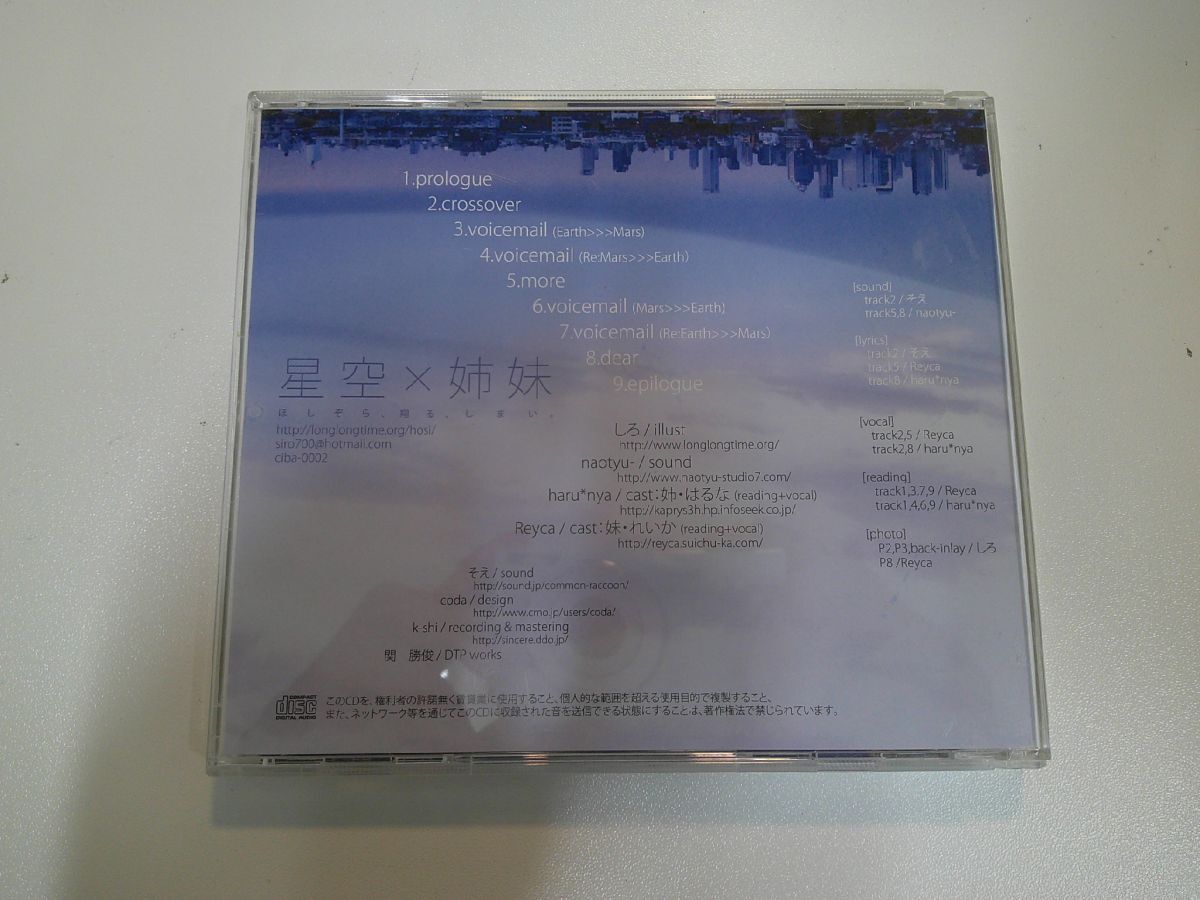 1.prologue
2.crossover
3.voicemail (Earth>>>Mars)
4.voicemail (Re:Mars>>>Earth)
5.more
6.voicemail (Mars>>>Earth)
7.voicemail (Re:Earth>>>Mars)
8.dear
9.epilogue
星空×姉妹
ほしぞら、翔る、しまい。
http://longlongtime.org/hosi/
siro700@hotmail.com
clba-0002
しろ / illust
http://www.longlongtime.org/
naotyu- / sound
http://www.naotyu-studio7.com/
haru*nya / cast:姉・はるな (reading+vocal)
http://kaprys3h.hp.infoseek.co.jp/
Reyca / cast:妹・れいか (reading+vocal)
http://reyca.suichu-ka.com/
そえ / sound
http://sound.jp/common-raccoon/
coda / design
http://www.cmo.jp/users/coda/
k-shi / recording & mastering
http://sincere.ddo.jp/
関 勝俊 / DTP works
[sound]
track2 / そえ
track5,8 / naotyu-
[lyrics]
track2 / そえ
track5 / Reyca
track8 / haru*nya
[vocal]
track2,5 / Reyca
track2,8 / haru*nya
[reading]
track1,3,7,9 / Reyca
track1,4,6,9 / haru*nya
[photo]
P2,P3,back-inlay / しろ
P8 /Reyca
COMPACT
disc
DIGITAL AUDIO
このCDを、権利者の許諾無く賃貸業に使用すること、個人的な範囲を超える使用目的で複製すること、
また、ネットワーク等を通じてこのCDに収録された音を送信できる状態にすることは、著作権法で禁じられています。